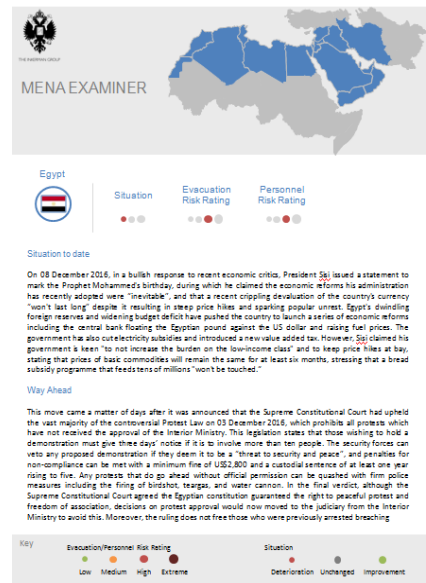 THE INKERMAN GROUP
MENA EXAMINER
Egypt
Situation
Evacuation
Risk Rating
Personnel
Risk Rating
Situation to date
On 08 December 2016, in a bullish response to recent economic critics, President Sisi issued a statement to
mark the Prophet Mohammed's birthday, during which he claimed the economic reforms his administration
has recently adopted were "inevitable", and that a recent crippling devaluation of the country's currency
"won't last long" despite it resulting in steep price hikes and sparking popular unrest. Egypt's dwindling
foreign reserves and widening budget deficit have pushed the country to launch a series of economic reforms
including the central bank floating the Egyptian pound against the US dollar and raising fuel prices. The
government has also cut electricity subsidies and introduced a new value added tax. However, Sisi claimed his
government is keen "to not increase the burden on the low-income class" and to keep price hikes at bay,
stating that prices of basic commodities will remain the same for at least six months, stressing that a bread
subsidy programme that feeds tens of millions "won't be touched."
Way Ahead
This move came a matter of days after it was announced that the Supreme Constitutional Court had upheld
the vast majority of the controversial Protest Law on 03 December 2016, which prohibits all protests which
have not received the approval of the Interior Ministry. This legislation states that those wishing to hold a
demonstration must give three days' notice if it is to involve more than ten people. The security forces can
veto any proposed demonstration if they deem it to be a "threat to security and peace", and penalties for
non-compliance can be met with a minimum fine of US$2,800 and a custodial sentence of at least one year
rising to five. Any protests that do go ahead without official permission can be quashed with firm police
measures including the firing of birdshot, teargas, and water cannon. In the final verdict, although the
Supreme Constitutional Court agreed the Egyptian constitution guaranteed the right to peaceful protest and
freedom of association, decisions on protest approval would now moved to the judiciary from the Interior
Ministry to avoid this. Moreover, the ruling does not free those who were previously arrested breaching
Key
Evacuation/Personnel Risk Rating
Situation
Low Medium High Extreme
Deterioration Unchanged Improvement